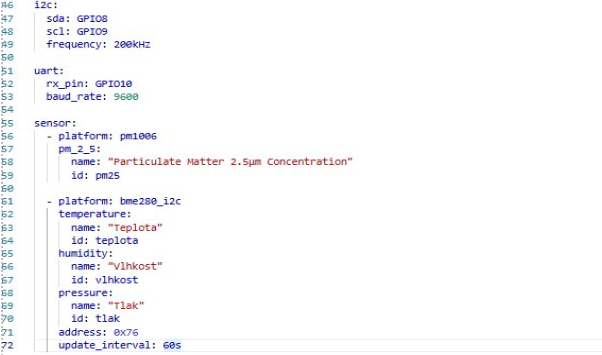 46 i2c:
47   sda: GPIO8
48   scl: GPIO9
49   frequency: 200kHz
50
51 uart:
52   rx_pin: GPIO10
53   baud_rate: 9600
54
55 sensor:
56   - platform: pm1006
57     pm_2_5:
58       name: "Particulate Matter 2.5µm Concentration"
59       id: pm25
60
61   - platform: bme280_i2c
62     temperature:
63       name: "Teplota"
64       id: teplota
65     humidity:
66       name: "Vlhkost"
67       id: vlhkost
68     pressure:
69       name: "Tlak"
70       id: tlak
71     address: 0x76
72     update_interval: 60s